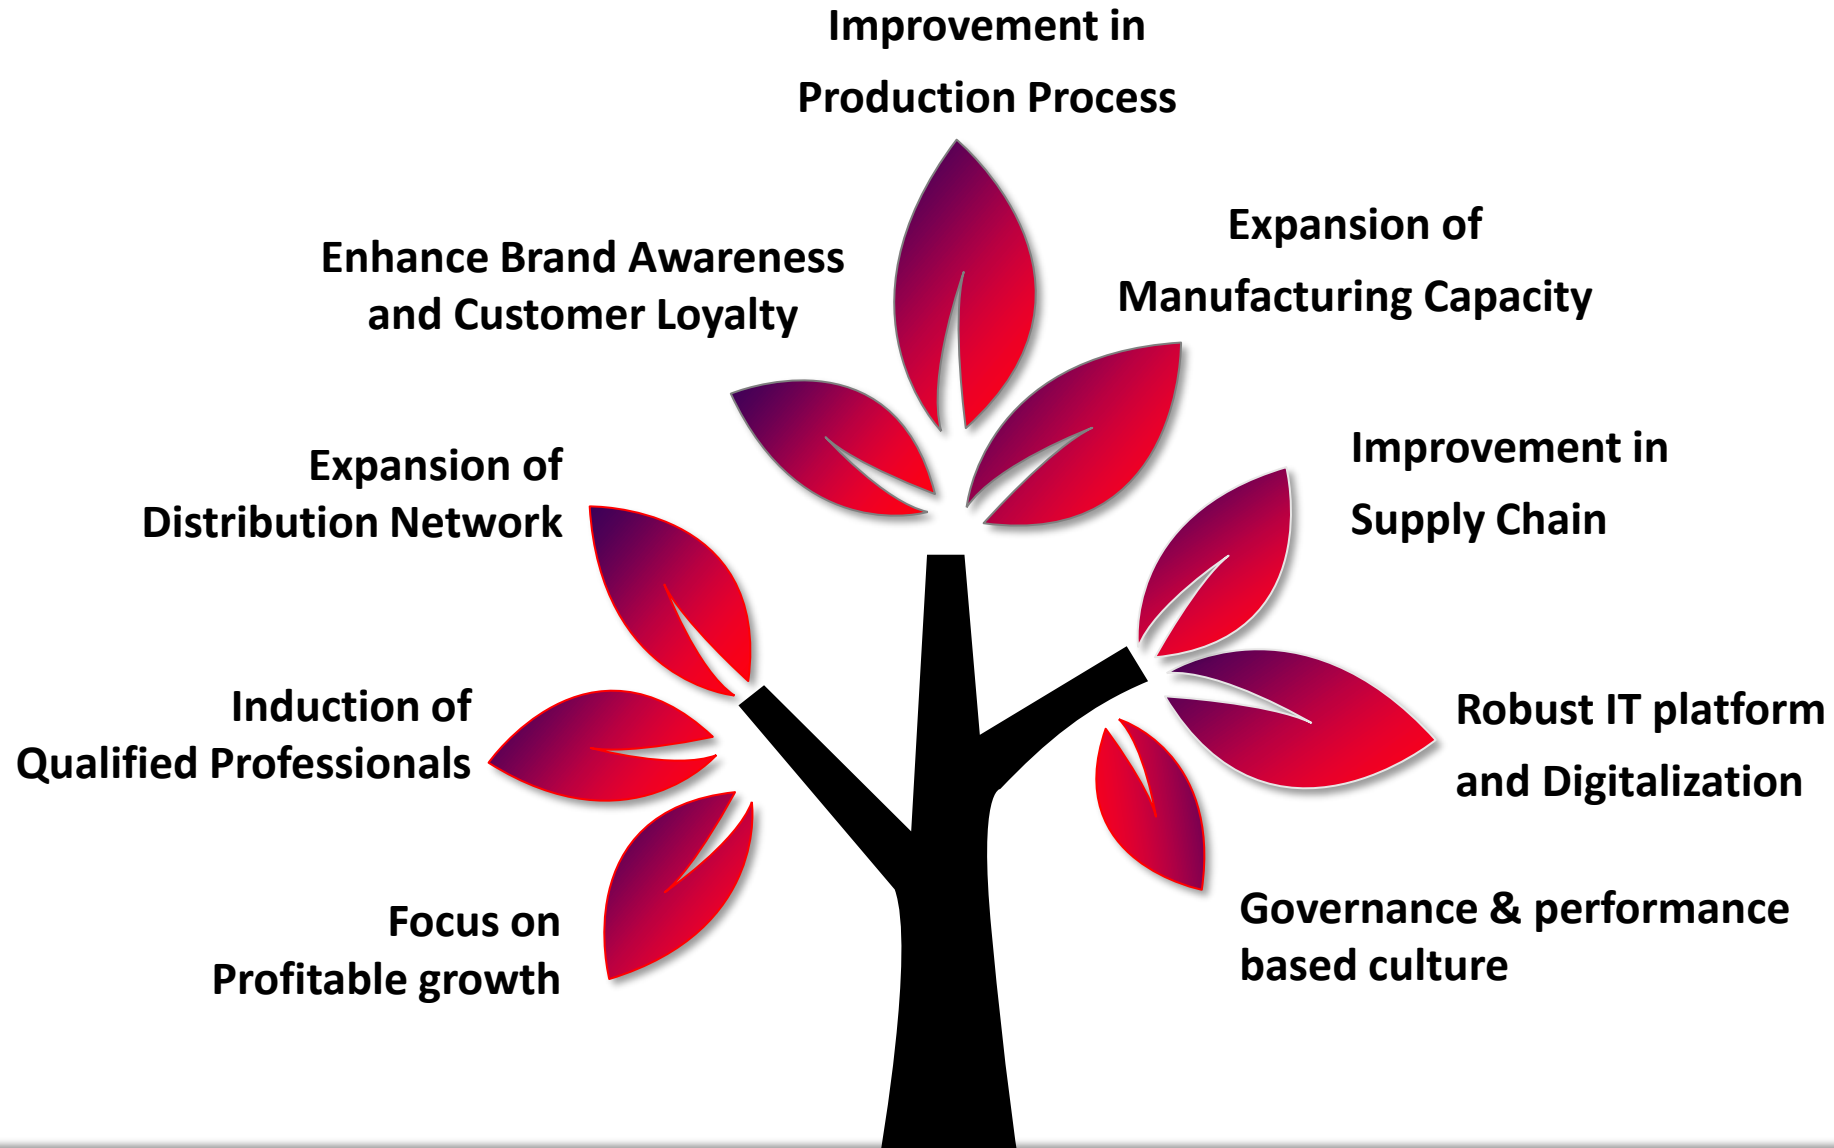 Improvement in
Production Process
Enhance Brand Awareness
and Customer Loyalty
Expansion of
Manufacturing Capacity
Expansion of
Distribution Network
Improvement in
Supply Chain
Induction of
Qualified Professionals
Robust IT platform
and Digitalization
Focus on
Profitable growth
Governance & performance
based culture